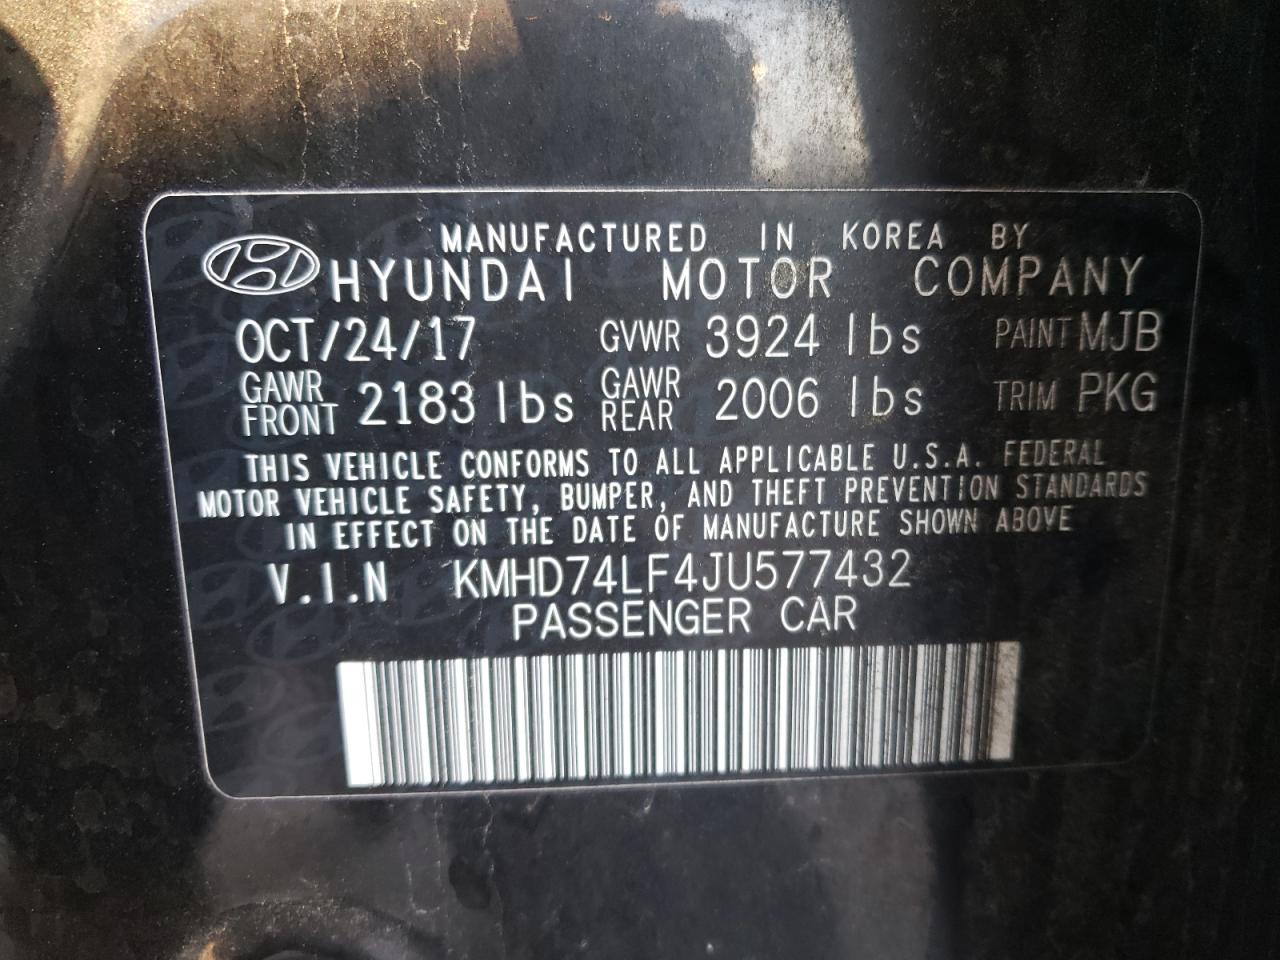 MANUFACTURED IN KOREA BY
HYUNDAI MOTOR COMPANY
OCT/24/17 GVWR 3924 lbs PAINT MJB
GAWR FRONT 2183 lbs GAWR REAR 2006 lbs TRIM PKG
THIS VEHICLE CONFORMS TO ALL APPLICABLE U.S.A. FEDERAL
MOTOR VEHICLE SAFETY, BUMPER, AND THEFT PREVENTION STANDARDS
IN EFFECT ON THE DATE OF MANUFACTURE SHOWN ABOVE
V.I.N KMHD74LF4JU577432
PASSENGER CAR